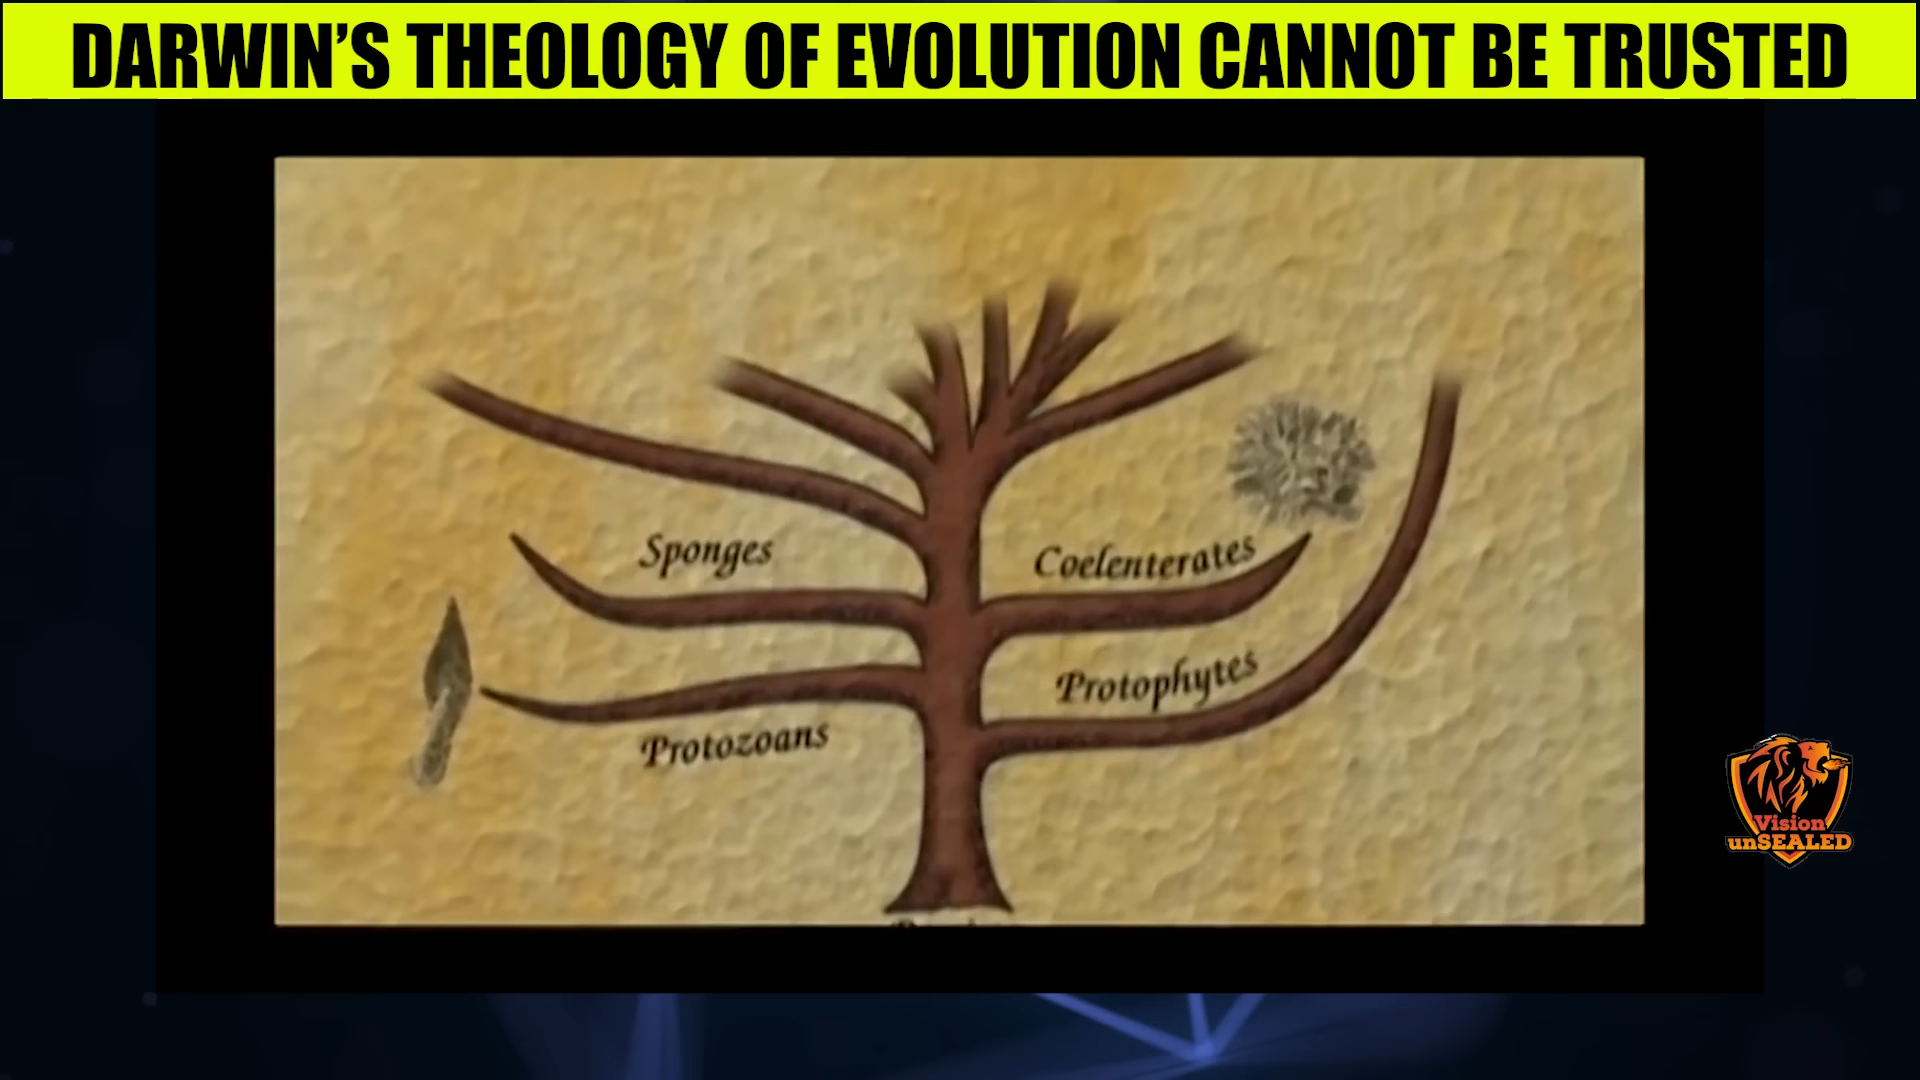 DARWIN'S THEOLOGY OF EVOLUTION CANNOT BE TRUSTED
Sponges
Coelenterates
Protophytes
Protozoans
Vision
unSEALED